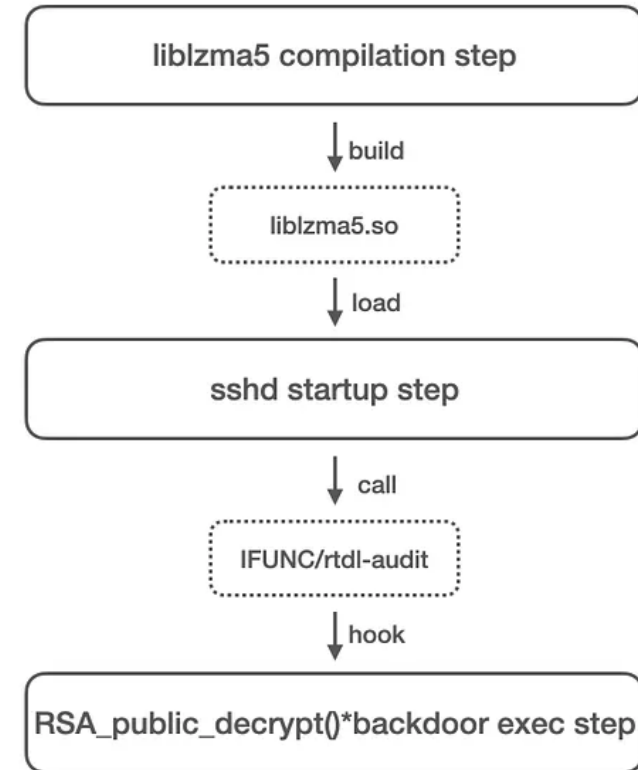 liblzma5 compilation step
build
liblzma5.so
load
sshd startup step
call
IFUNC/rtdl-audit
hook
RSA_public_decrypt()*backdoor exec step